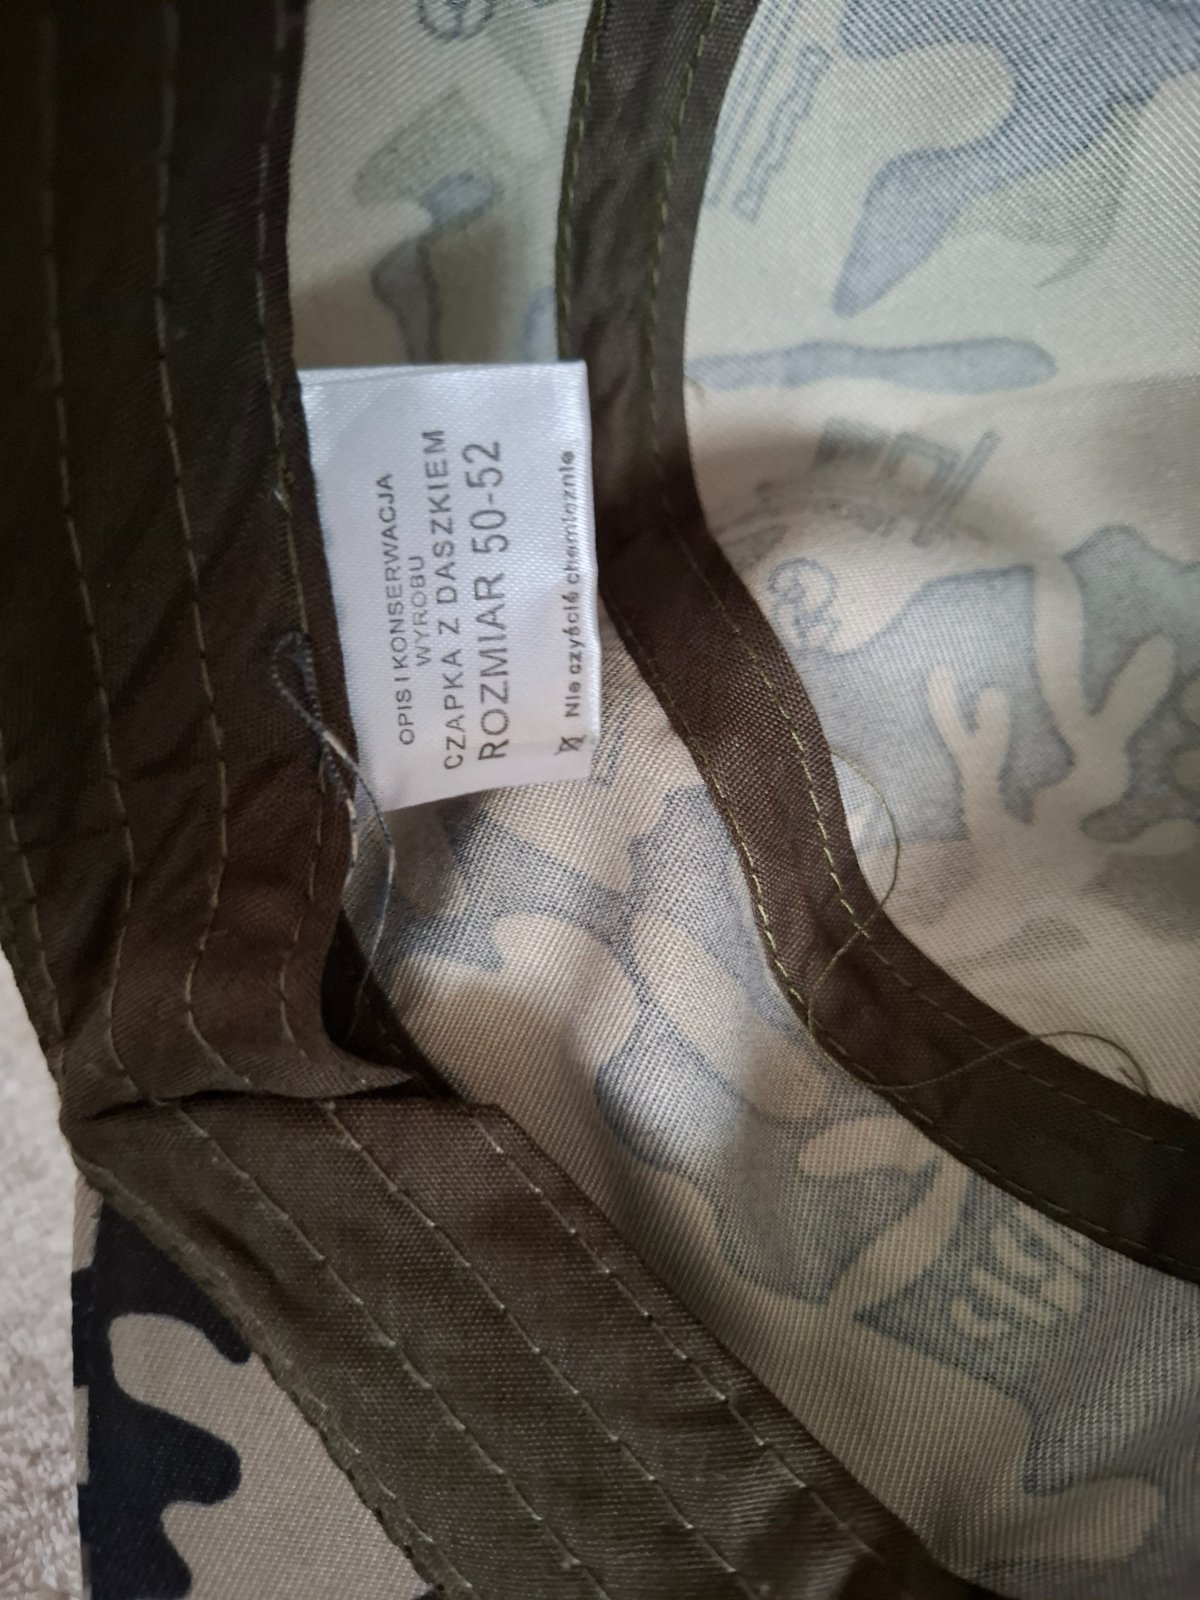 OPIS I KONSERWACJA
WYROBU
CZAPKA Z DASZKIEM
ROZMIAR 50-52
Nie czyścić chemicznie